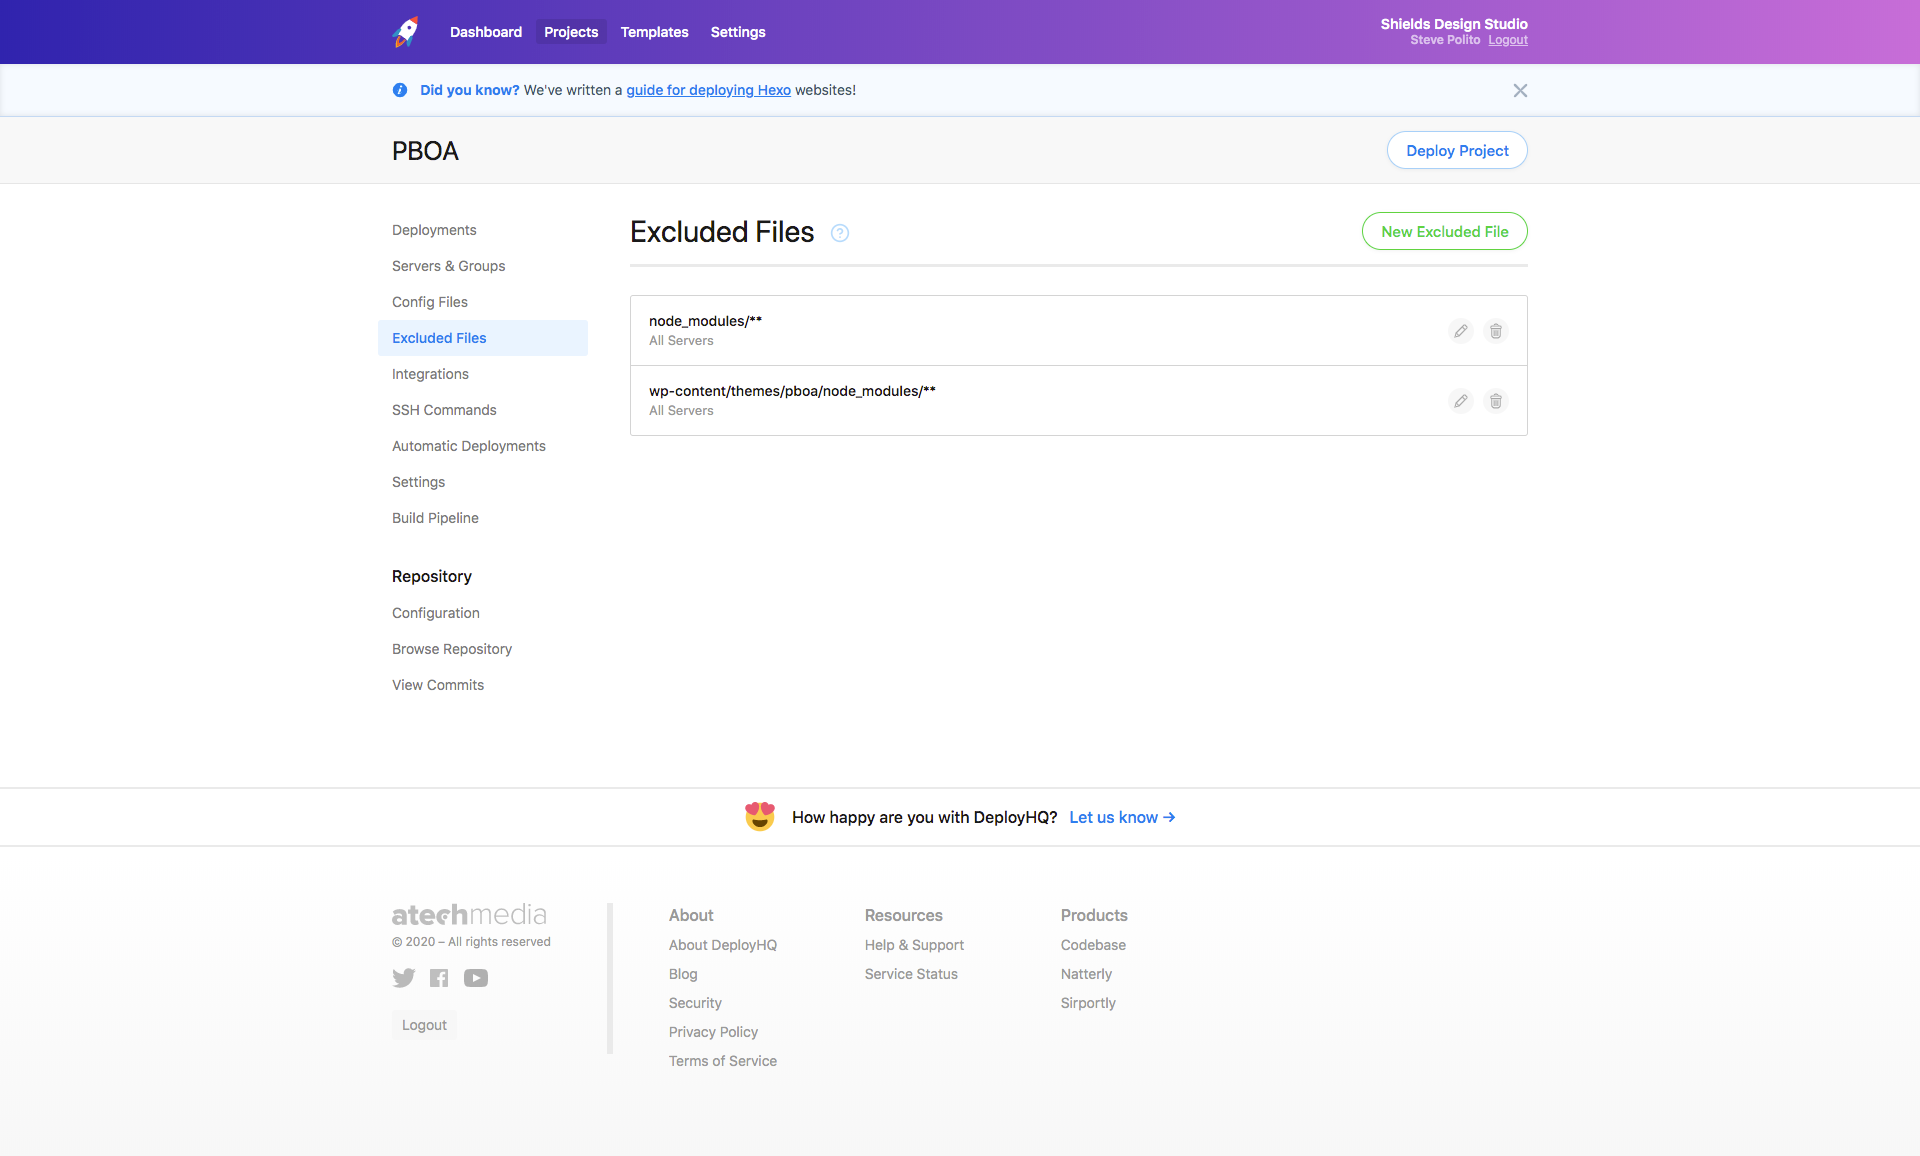 Dashboard Projects Templates Settings
Shields Design Studio
Steve Polito Logout
Did you know? We've written a guide for deploying Hexo websites!
PBOA
Deploy Project
Deployments
Servers & Groups
Config Files
Excluded Files
Integrations
SSH Commands
Automatic Deployments
Settings
Build Pipeline
Repository
Configuration
Browse Repository
View Commits
Excluded Files ?
New Excluded File
node_modules/**
All Servers
wp-content/themes/pboa/node_modules/**
All Servers
How happy are you with DeployHQ? Let us know →
atechmedia
© 2020 – All rights reserved
Logout
About
About DeployHQ
Blog
Security
Privacy Policy
Terms of Service
Resources
Help & Support
Service Status
Products
Codebase
Natterly
Sirportly